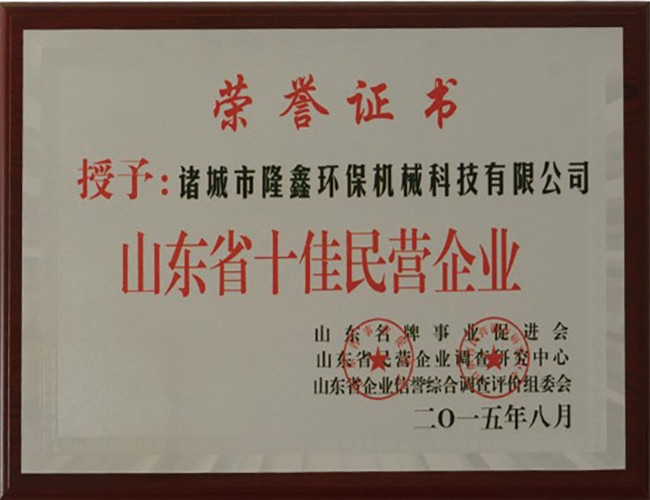 荣誉证书
授予：诸城市隆鑫环保机械科技有限公司
山东省十佳民营企业
山东名牌事业促进会
山东省民营企业调查研究中心
山东省企业信誉综合调查评价组委会
二O一五年八月